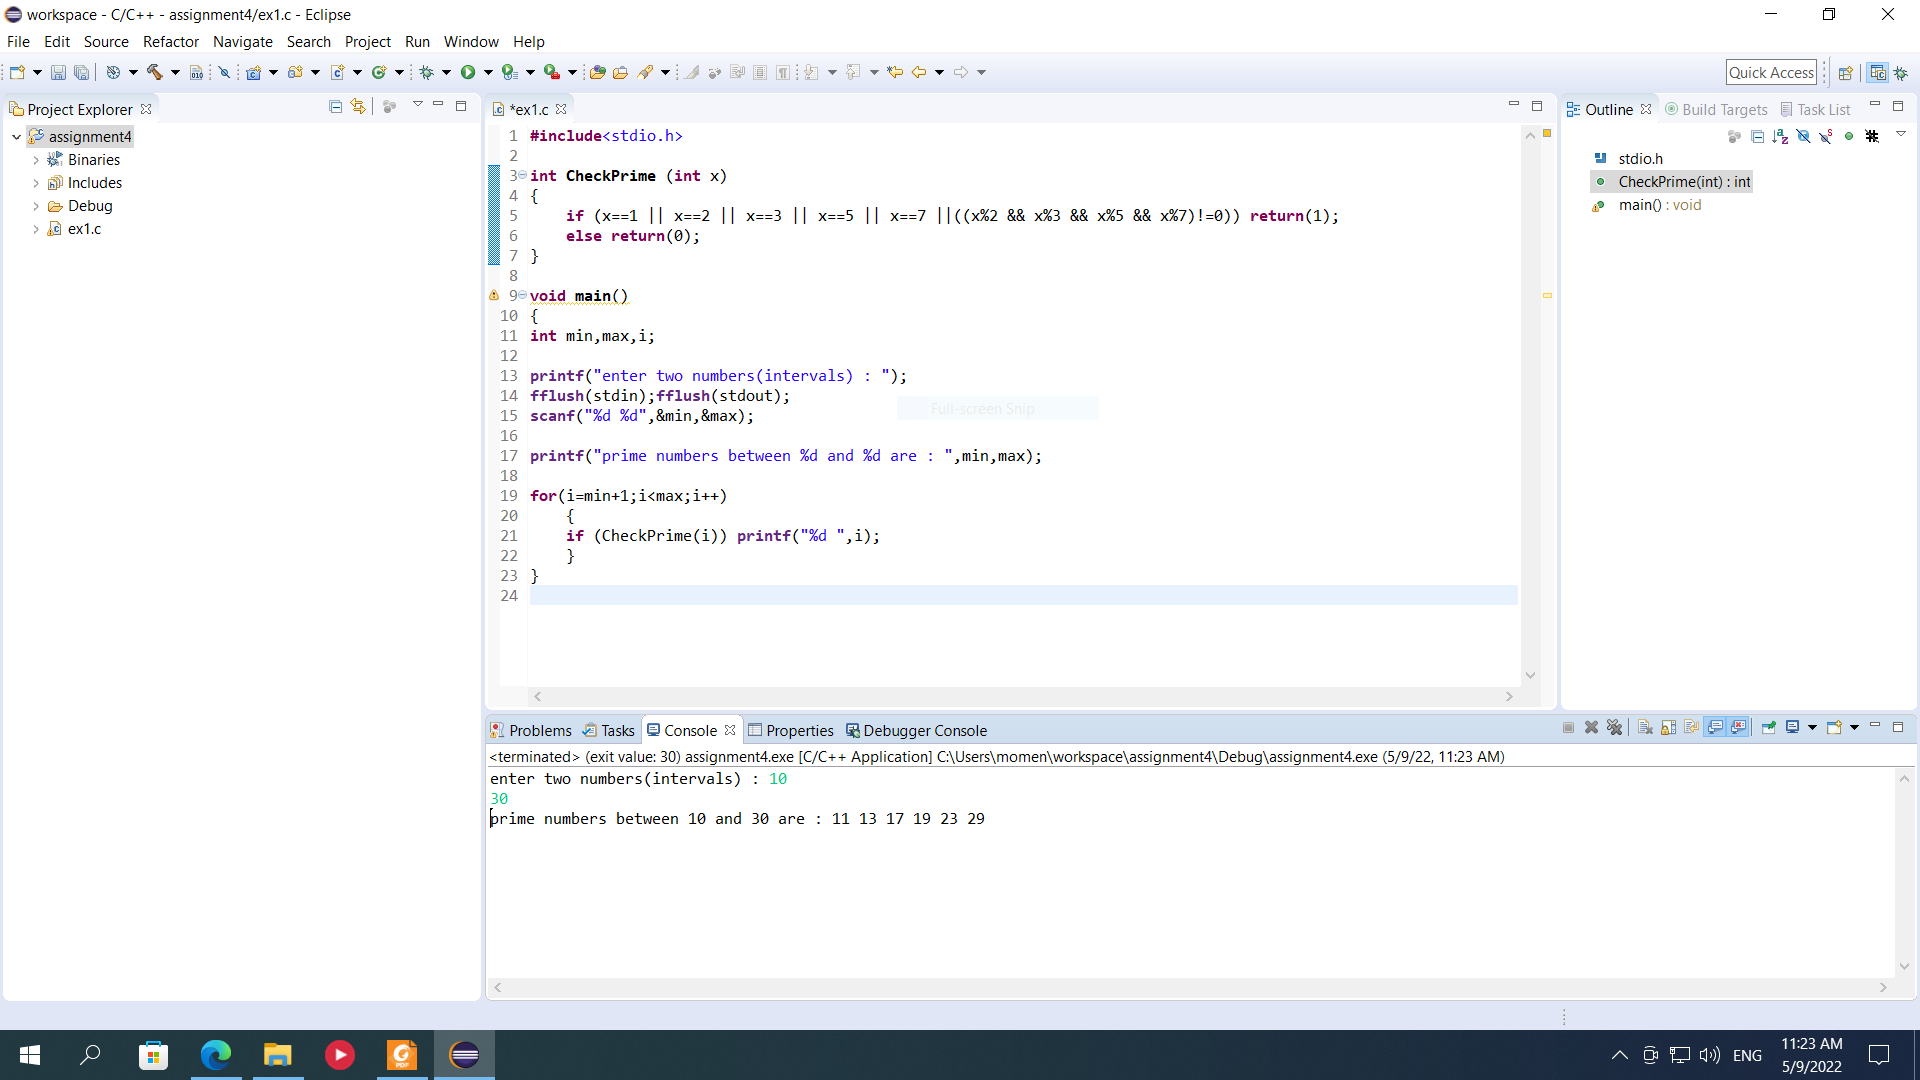 workspace - C/C++ - assignment4/ex1.c - Eclipse
File Edit Source Refactor Navigate Search Project Run Window Help
Quick Access
Project Explorer
assignment4
Binaries
Includes
Debug
ex1.c
*ex1.c
1 #include<stdio.h>
2
3 int CheckPrime (int x)
4 {
5 if (x==1 || x==2 || x==3 || x==5 || x==7 ||((x%2 && x%3 && x%5 && x%7)!=0)) return(1);
6 else return(0);
7 }
8
9 void main()
10 {
11 int min,max,i;
12
13 printf("enter two numbers(intervals) : ");
14 fflush(stdin);fflush(stdout);
15 scanf("%d %d",&min,&max);
16
17 printf("prime numbers between %d and %d are : ",min,max);
18
19 for(i=min+1;i<max;i++)
20 {
21 if (CheckPrime(i)) printf("%d ",i);
22 }
23 }
24
Full-screen Snip
Outline Build Targets Task List
stdio.h
CheckPrime(int) : int
main() : void
Problems Tasks Console Properties Debugger Console
<terminated> (exit value: 30) assignment4.exe [C/C++ Application] C:\Users\momen\workspace\assignment4\Debug\assignment4.exe (5/9/22, 11:23 AM)
enter two numbers(intervals) : 10
30
prime numbers between 10 and 30 are : 11 13 17 19 23 29
ENG
11:23 AM
5/9/2022